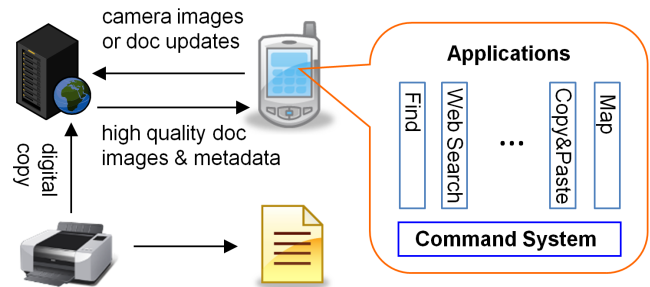 camera images
or doc updates
high quality doc
images & metadata
digital
copy
Applications
Find
Web Search
...
Copy&Paste
Map
Command System